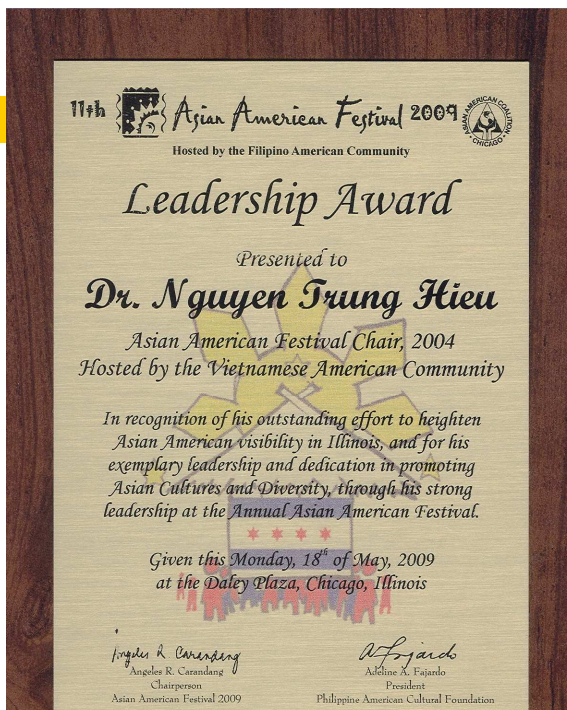 11th Asian American Festival 2009
ASIAN AMERICAN COALITION
• CHICAGO •
Hosted by the Filipino American Community
Leadership Award
Presented to
Dr. Nguyen Trung Hieu
Asian American Festival Chair, 2004
Hosted by the Vietnamese American Community
In recognition of his outstanding effort to heighten
Asian American visibility in Illinois, and for his
exemplary leadership and dedication in promoting
Asian Cultures and Diversity, through his strong
leadership at the Annual Asian American Festival.
Given this Monday, 18th of May, 2009
at the Daley Plaza, Chicago, Illinois
Angeles R. Carandang
Angeles R. Carandang
Chairperson
Asian American Festival 2009
A. Fajardo
Adeline A. Fajardo
President
Philippine American Cultural Foundation